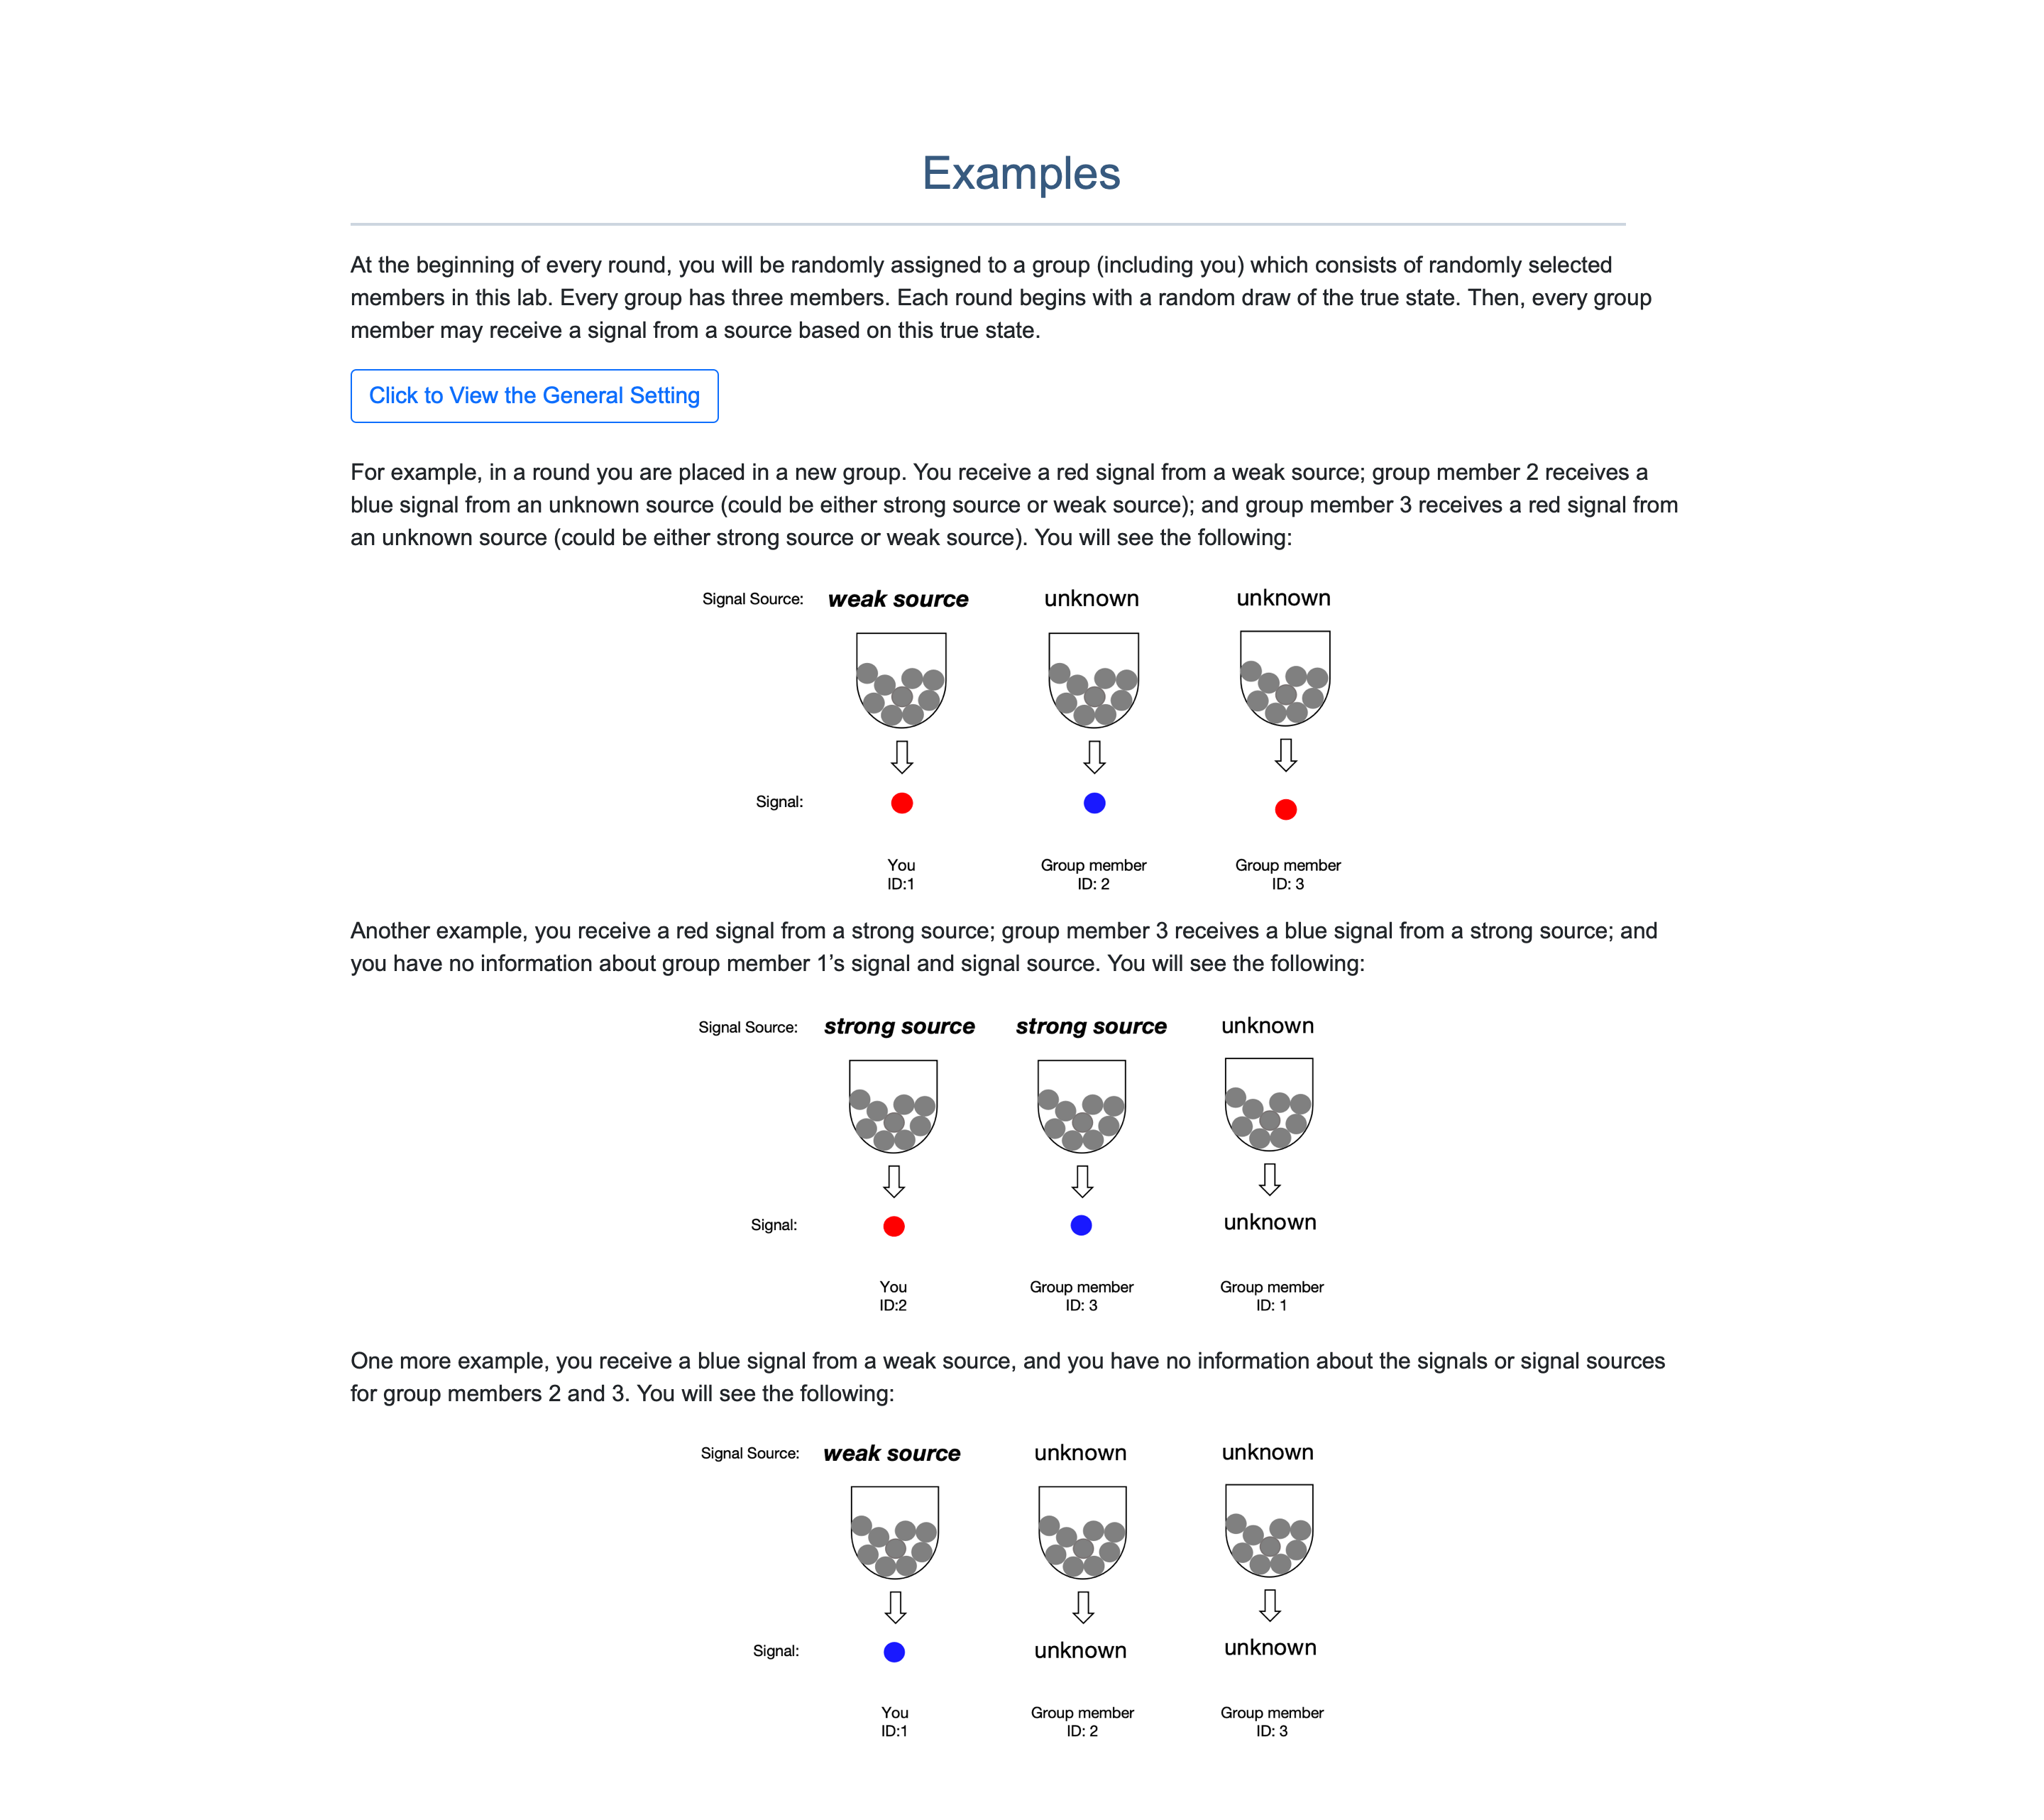 Examples
At the beginning of every round, you will be randomly assigned to a group (including you) which consists of randomly selected
members in this lab. Every group has three members. Each round begins with a random draw of the true state. Then, every group
member may receive a signal from a source based on this true state.
Click to View the General Setting
For example, in a round you are placed in a new group. You receive a red signal from a weak source; group member 2 receives a
blue signal from an unknown source (could be either strong source or weak source); and group member 3 receives a red signal from
an unknown source (could be either strong source or weak source). You will see the following:
Signal Source: weak source unknown unknown
Signal:
You Group member Group member
ID:1 ID: 2 ID: 3
Another example, you receive a red signal from a strong source; group member 3 receives a blue signal from a strong source; and
you have no information about group member 1’s signal and signal source. You will see the following:
Signal Source: strong source strong source unknown
Signal: unknown
You Group member Group member
ID:2 ID: 3 ID: 1
One more example, you receive a blue signal from a weak source, and you have no information about the signals or signal sources
for group members 2 and 3. You will see the following:
Signal Source: weak source unknown unknown
Signal: unknown unknown
You Group member Group member
ID:1 ID: 2 ID: 3